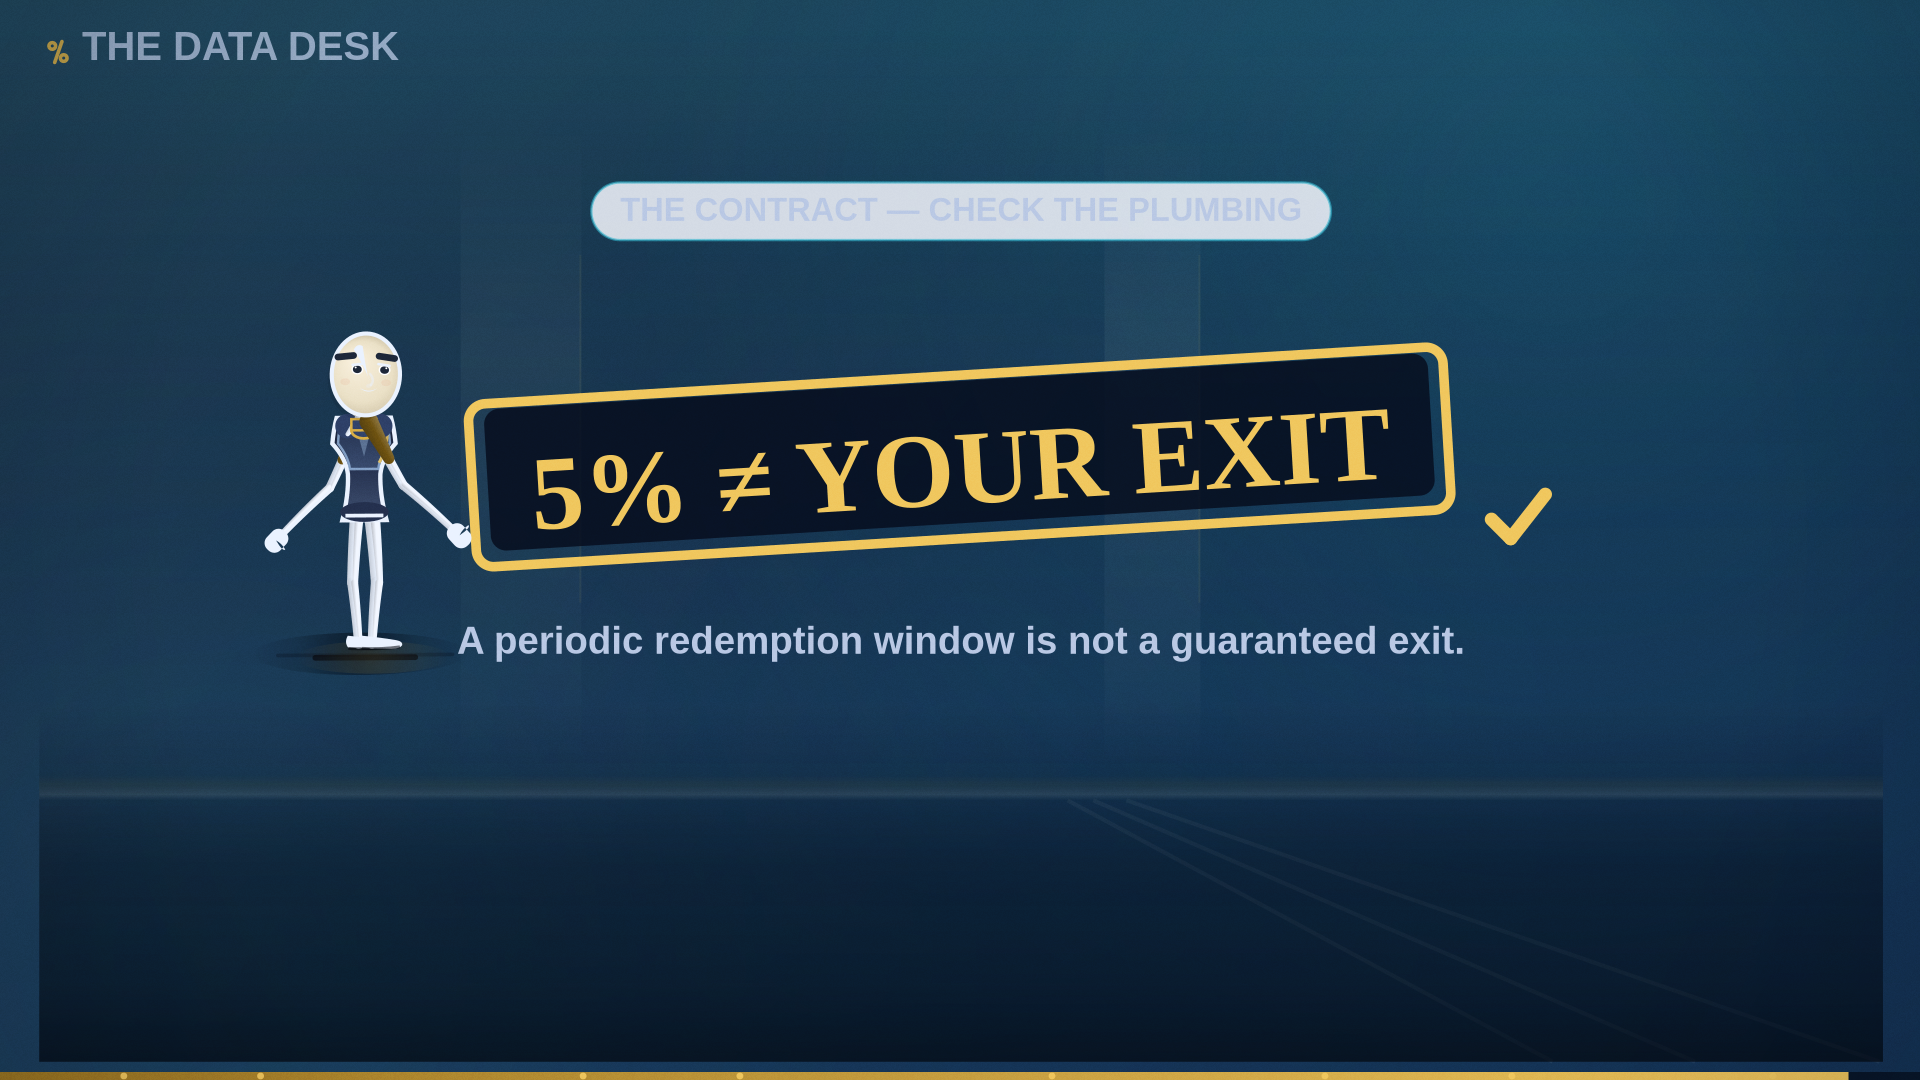 % THE DATA DESK
THE CONTRACT — CHECK THE PLUMBING
5% ≠ YOUR EXIT
A periodic redemption window is not a guaranteed exit.